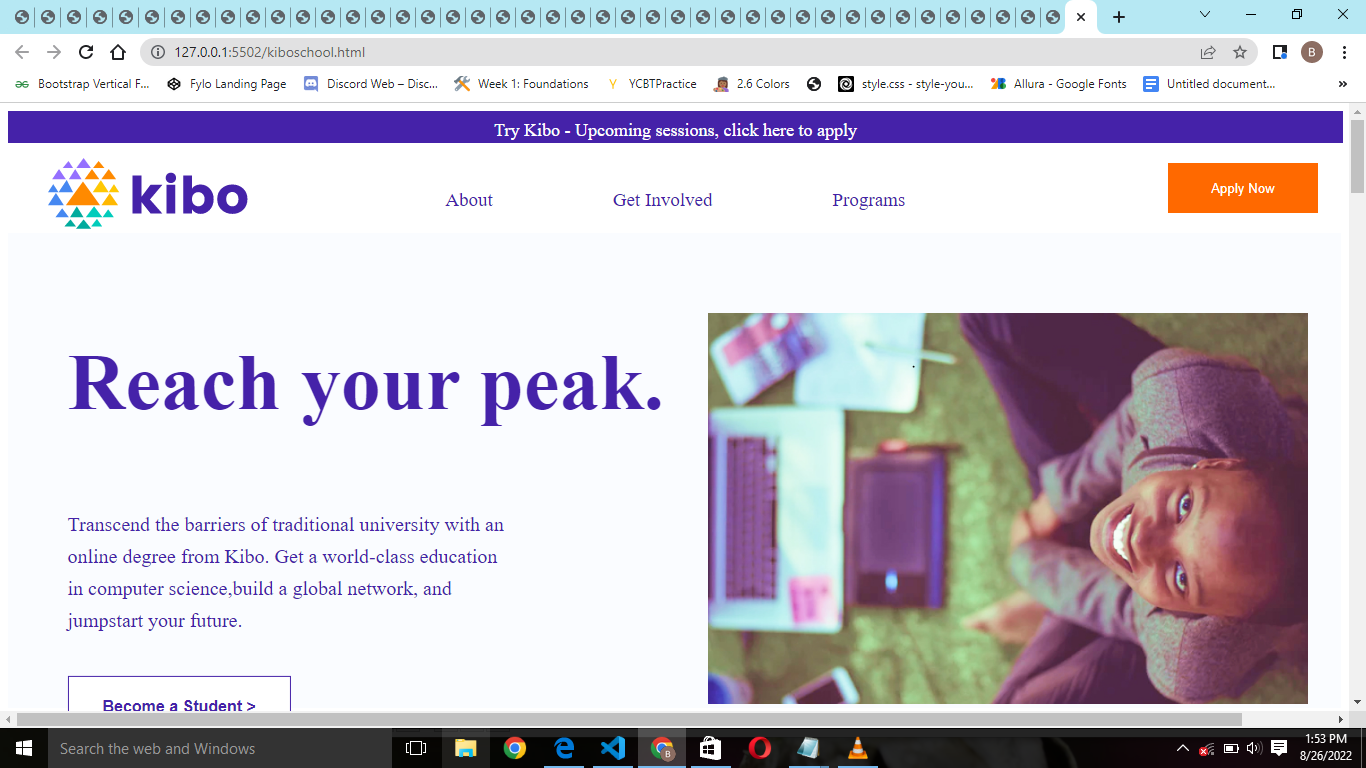 127.0.0.1:5502/kiboschool.html
B
Bootstrap Vertical F...
Fylo Landing Page
Discord Web – Disc...
Week 1: Foundations
YCBTPractice
2.6 Colors
style.css - style-you...
Allura - Google Fonts
Untitled document...
Try Kibo - Upcoming sessions, click here to apply
kibo
About
Get Involved
Programs
Apply Now
Reach your peak.
Transcend the barriers of traditional university with an
online degree from Kibo. Get a world-class education
in computer science,build a global network, and
jumpstart your future.
Become a Student >
Search the web and Windows
1:53 PM
8/26/2022